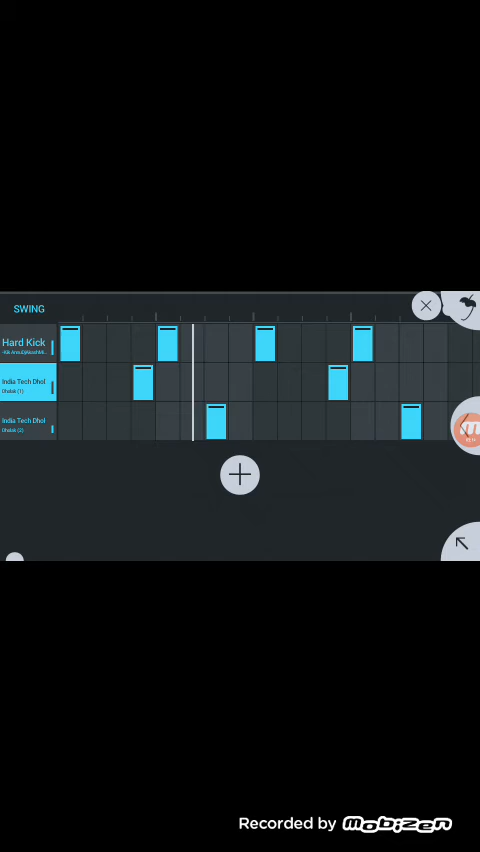 SWING
Hard Kick
India Tech Dhol
Dholak (1)
India Tech Dhol
Dholak (2)
Recorded by Mobizen